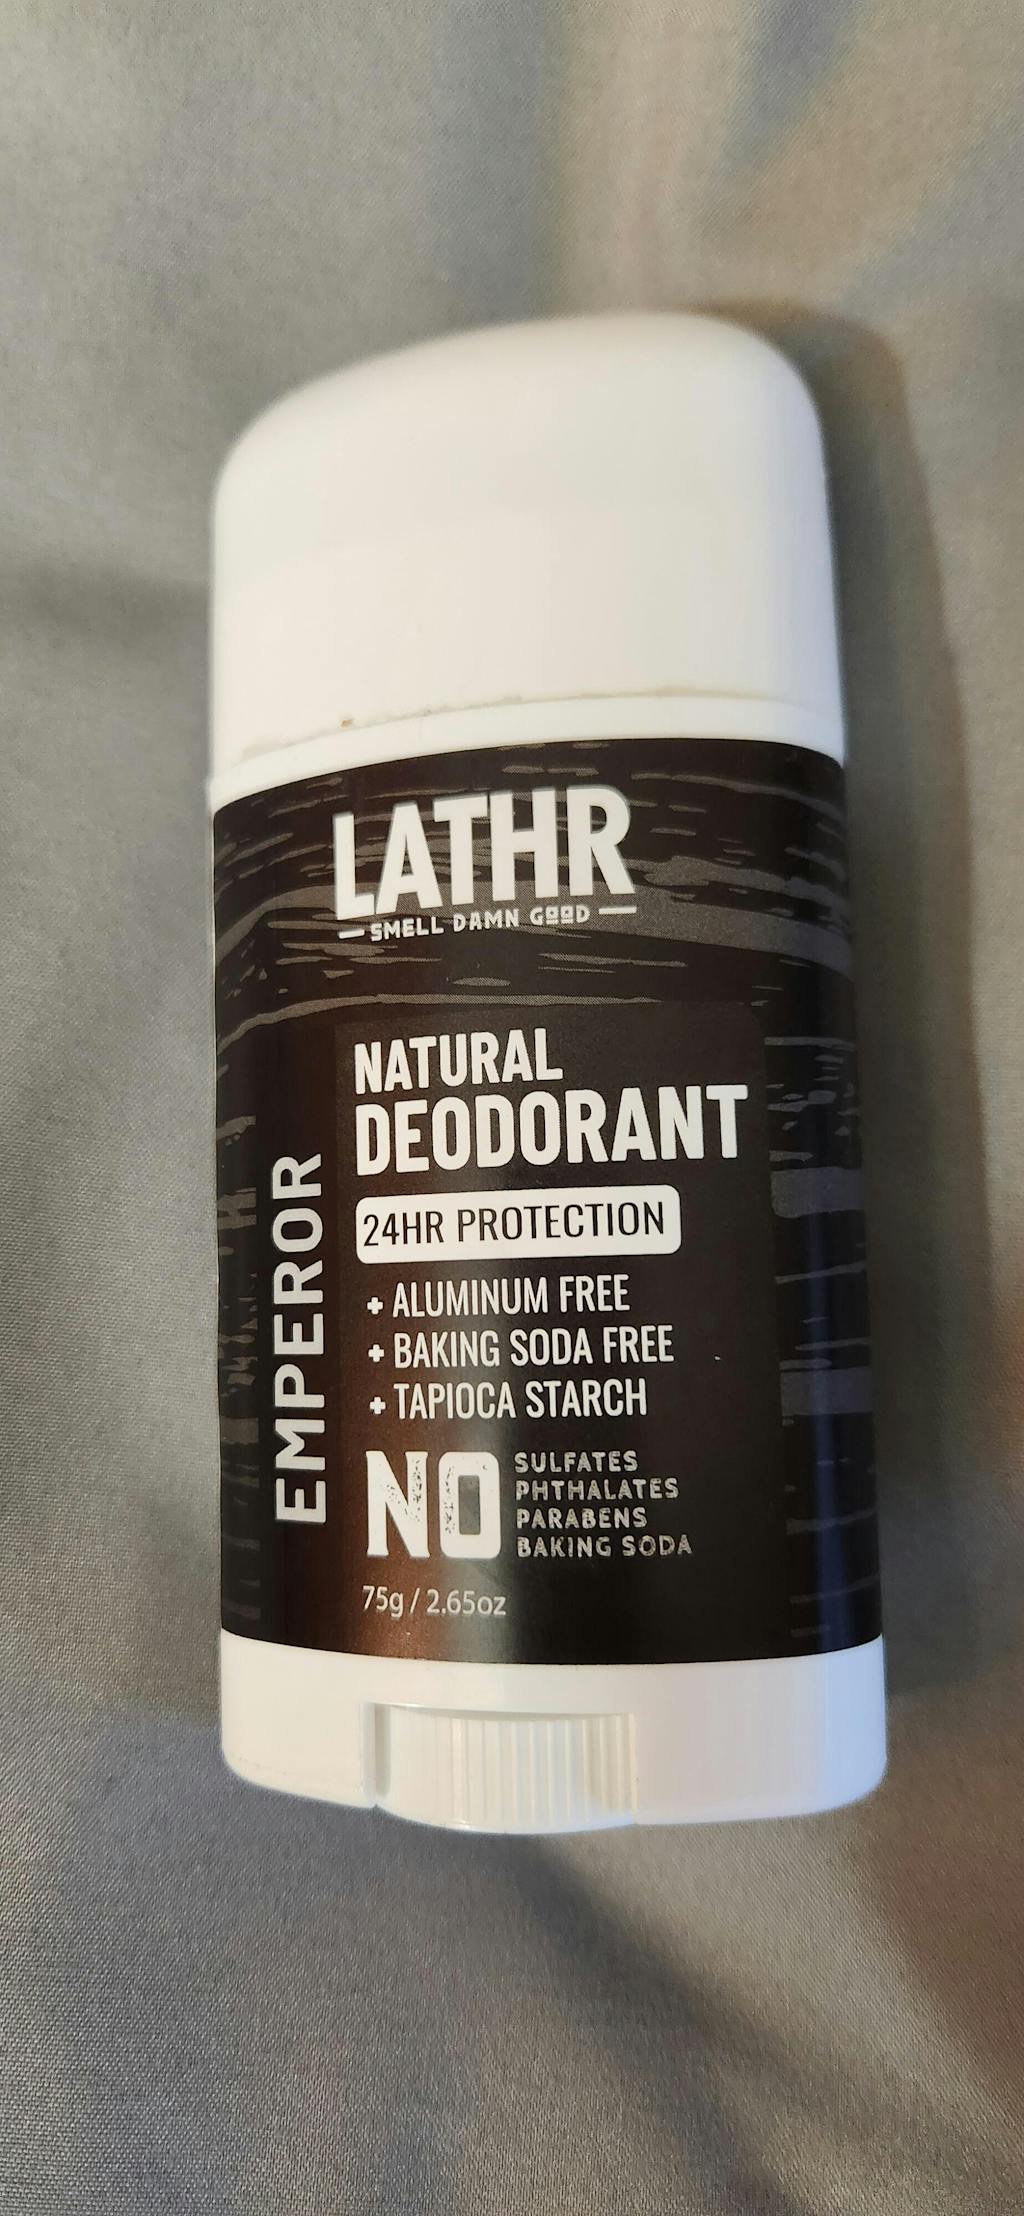 LATHR
SMELL DAMN GOOD
EMPEROR
NATURAL
DEODORANT
24HR PROTECTION
+ ALUMINUM FREE
+ BAKING SODA FREE
+ TAPIOCA STARCH
NO
SULFATES
PHTHALATES
PARABENS
BAKING SODA
75g / 2.65oz